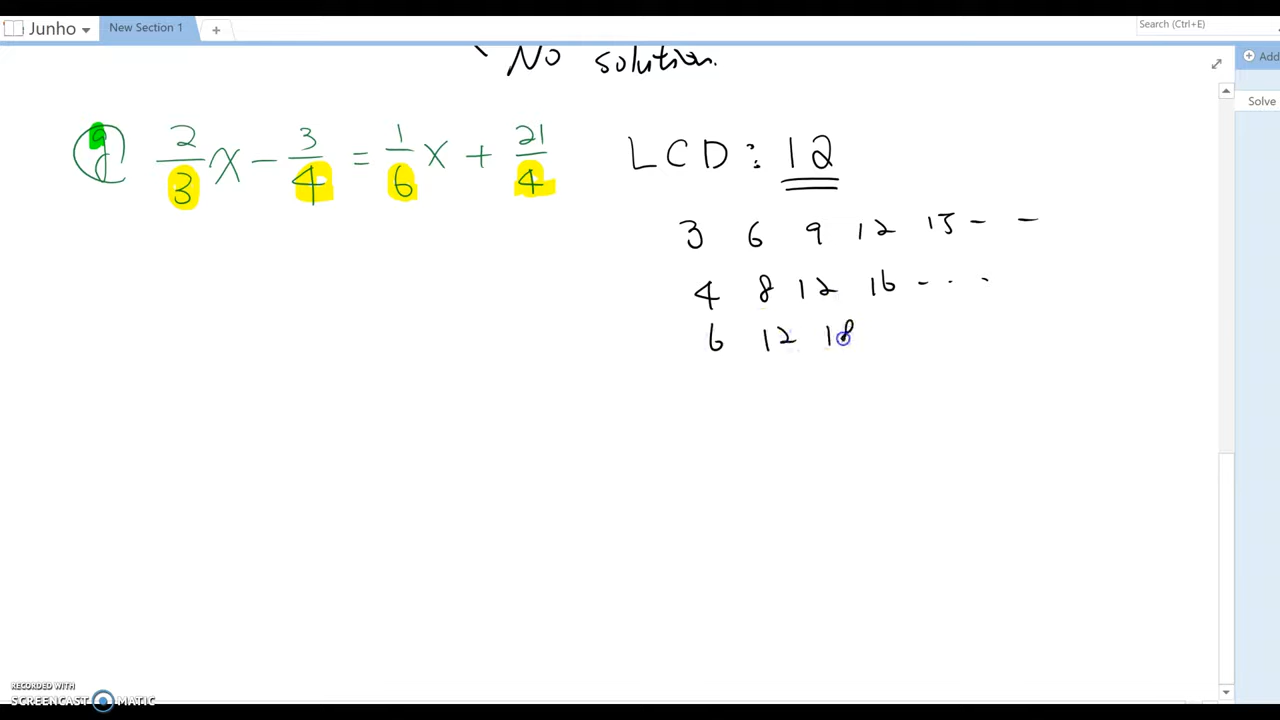 Junho New Section 1 + Search (Ctrl+E)
Add
Solve
No solution.
9 2/3 x - 3/4 = 1/6 x + 21/4 LCD: 12
3 6 9 12 15 - -
4 8 12 16 - . .
6 12 18
RECORDED WITH
SCREENCAST MATIC